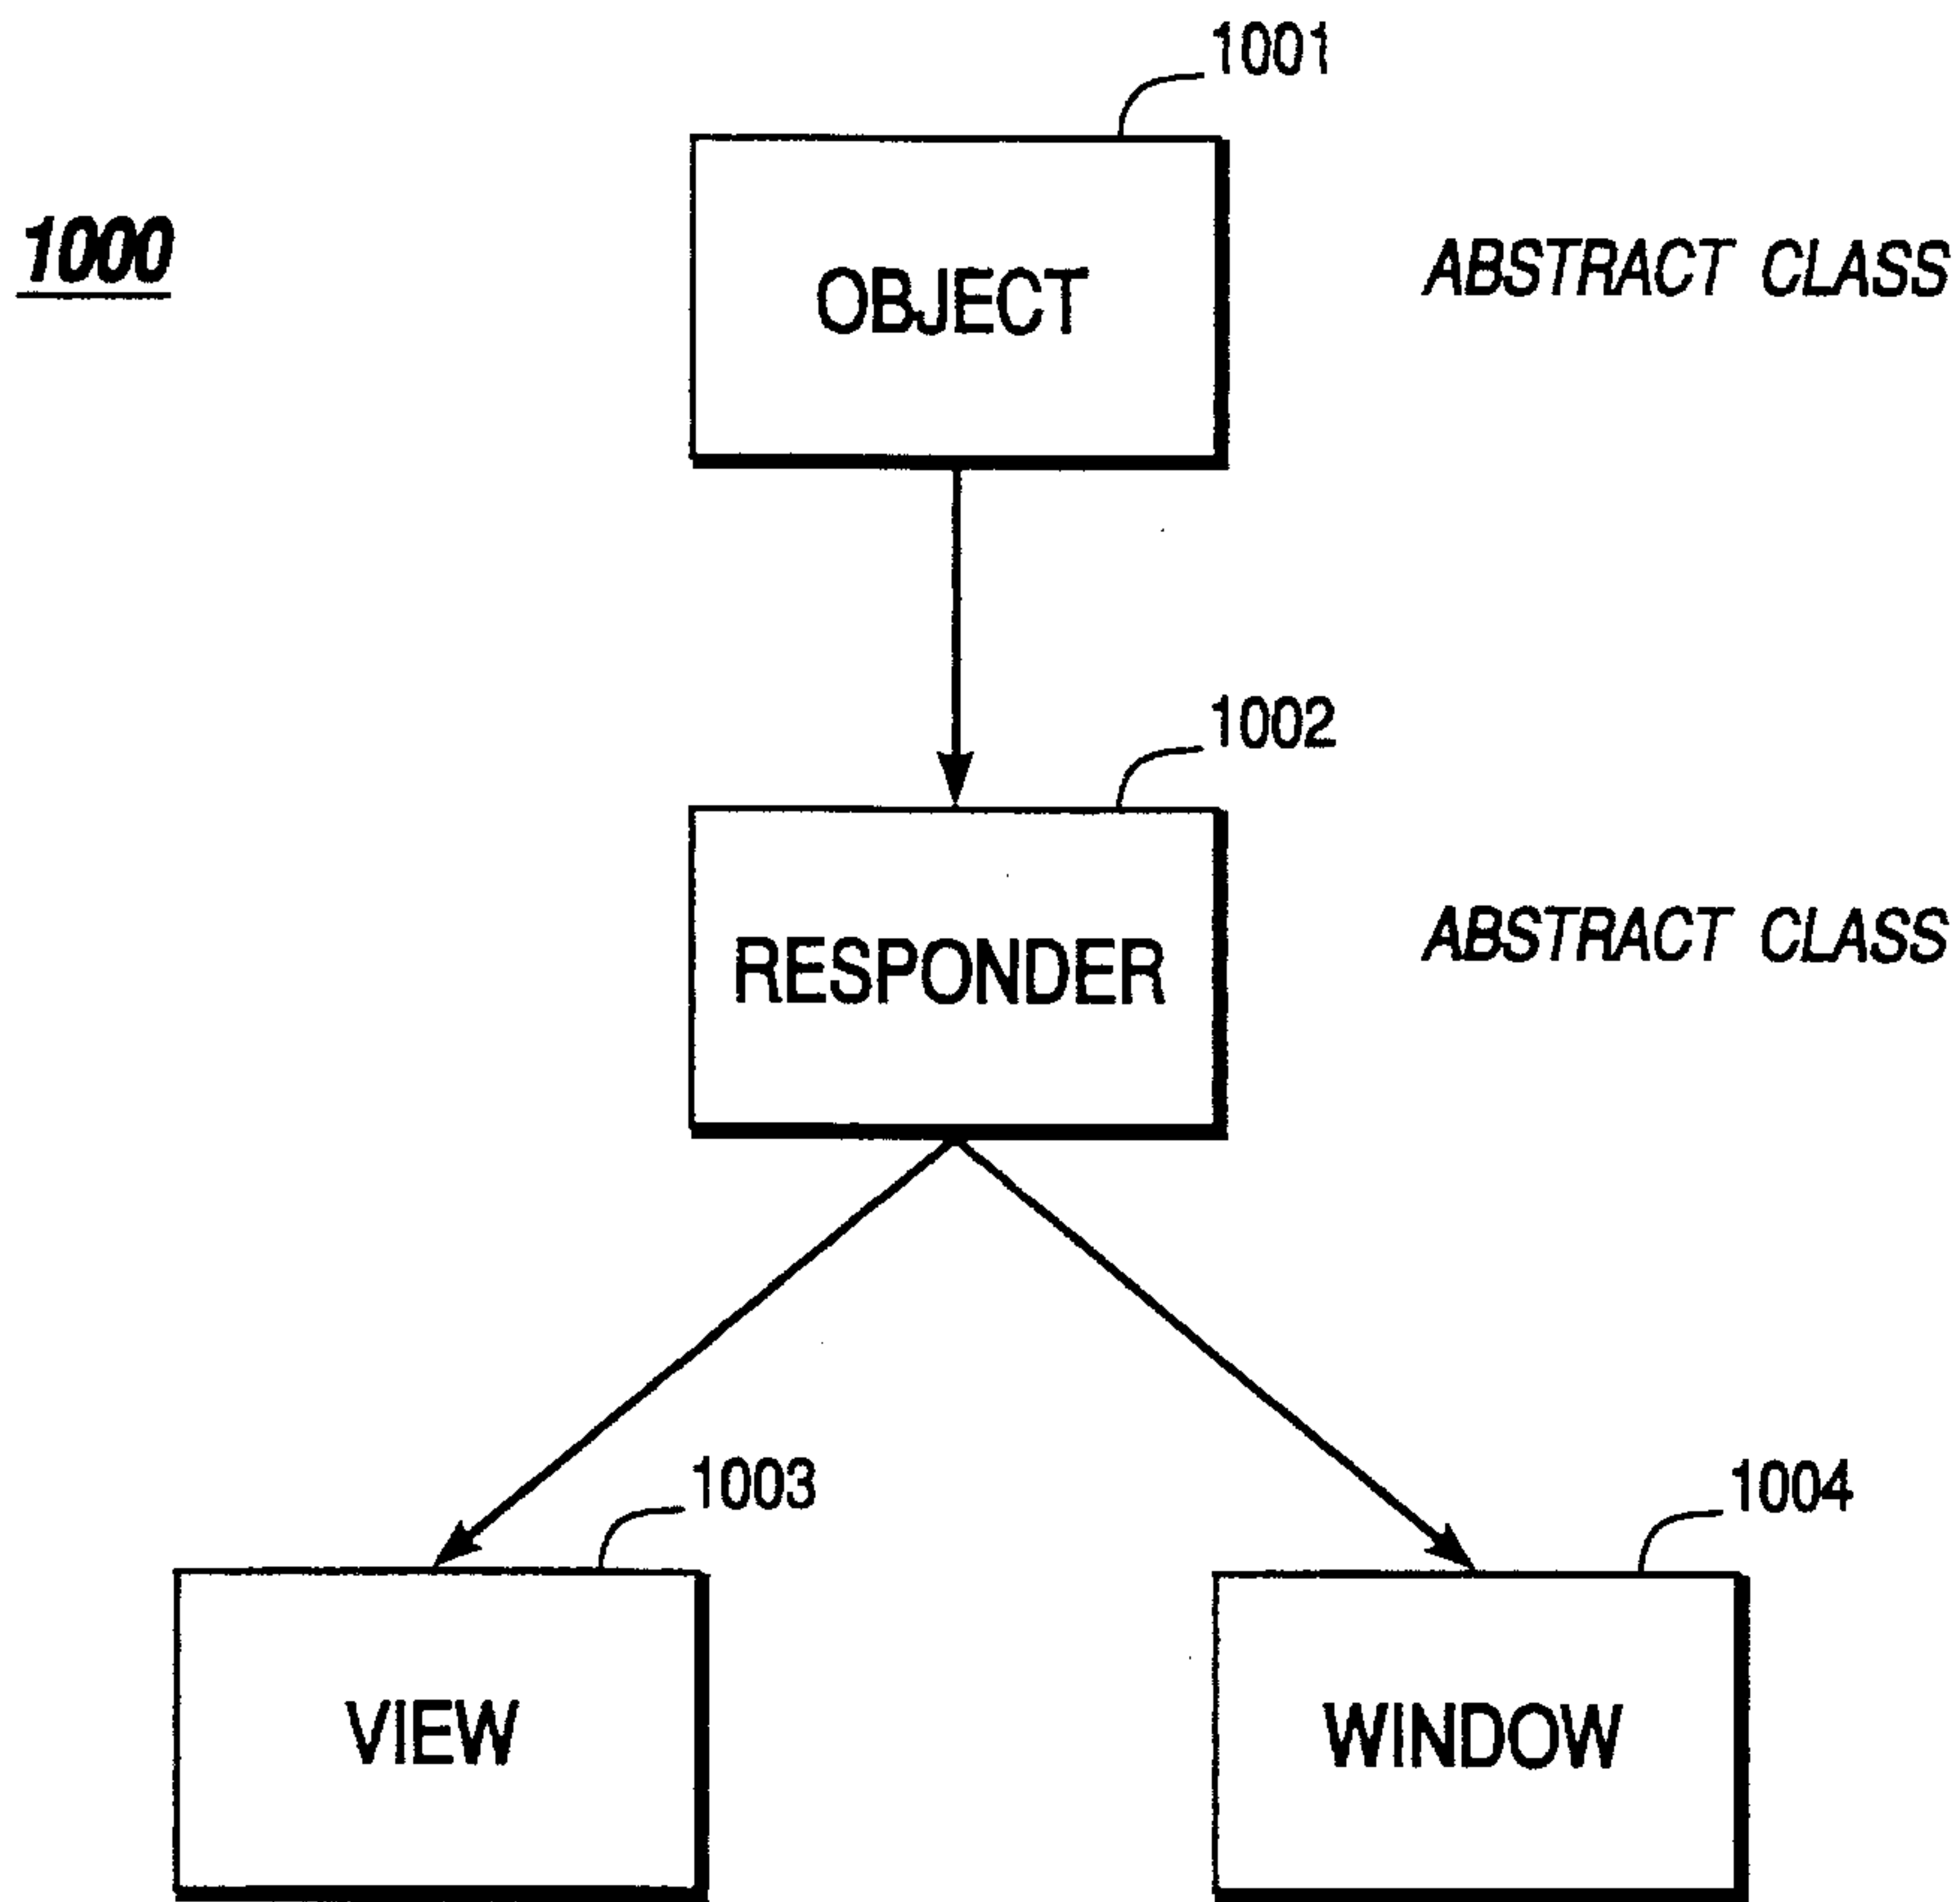 1001
1000
OBJECT
ABSTRACT CLASS
1002
RESPONDER
ABSTRACT CLASS
1003
1004
VIEW
WINDOW